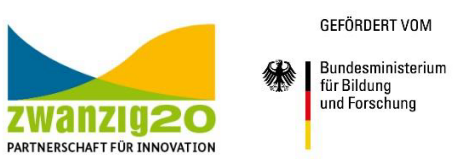 zwanzig20
PARTNERSCHAFT FÜR INNOVATION
GEFÖRDERT VOM
Bundesministerium
für Bildung
und Forschung